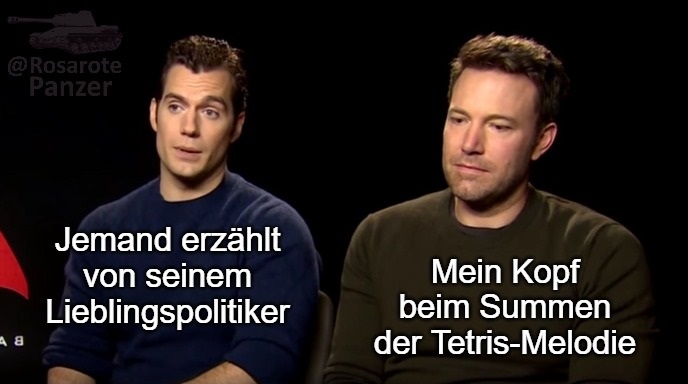 @Rosarote
Panzer
Jemand erzählt
von seinem
Lieblingspolitiker
Mein Kopf
beim Summen
der Tetris-Melodie